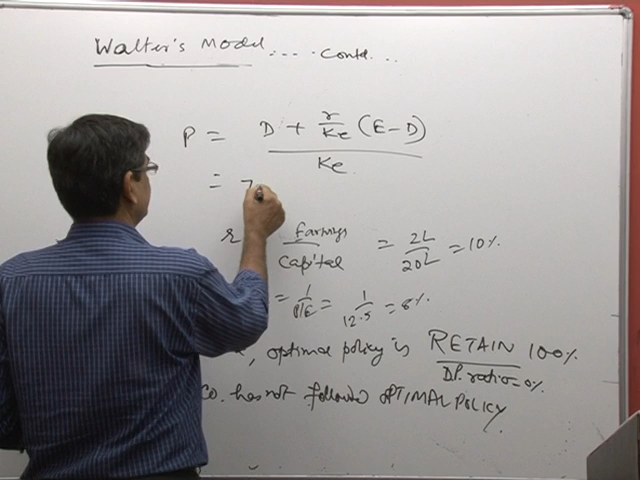 Walter's Model .... Contd...
P = D + r/Ke (E - D) / Ke
= 7
r Earnings/Capital = 2L/20L = 10%.
= 1/P/E = 1/12.5 = 8%.
, optimal policy is RETAIN 100%
DP. ratio = 0%.
Co. has not followed OPTIMAL POLICY